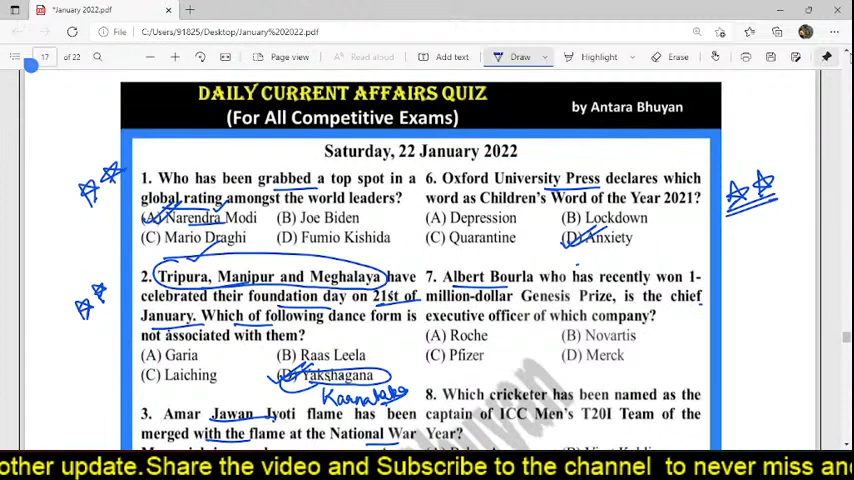 *January 2022.pdf
File
C:/Users/91825/Desktop/January%202022.pdf
17 of 22
Page view
Read aloud
Add text
Draw
Highlight
Erase
DAILY CURRENT AFFAIRS QUIZ
(For All Competitive Exams)
by Antara Bhuyan
Saturday, 22 January 2022
1. Who has been grabbed a top spot in a
global rating amongst the world leaders?
(A) Narendra Modi (B) Joe Biden
(C) Mario Draghi (D) Fumio Kishida
2. Tripura, Manipur and Meghalaya have
celebrated their foundation day on 21st of
January. Which of following dance form is
not associated with them?
(A) Garia (B) Raas Leela
(C) Laiching (D) Yakshagana
Karnataka
3. Amar Jawan Jyoti flame has been
merged with the flame at the National War
6. Oxford University Press declares which
word as Children's Word of the Year 2021?
(A) Depression (B) Lockdown
(C) Quarantine (D) Anxiety
7. Albert Bourla who has recently won 1-
million-dollar Genesis Prize, is the chief
executive officer of which company?
(A) Roche (B) Novartis
(C) Pfizer (D) Merck
8. Which cricketer has been named as the
captain of ICC Men's T20I Team of the
Year?
Bhuyan
other update.Share the video and Subscribe to the channel to never miss and